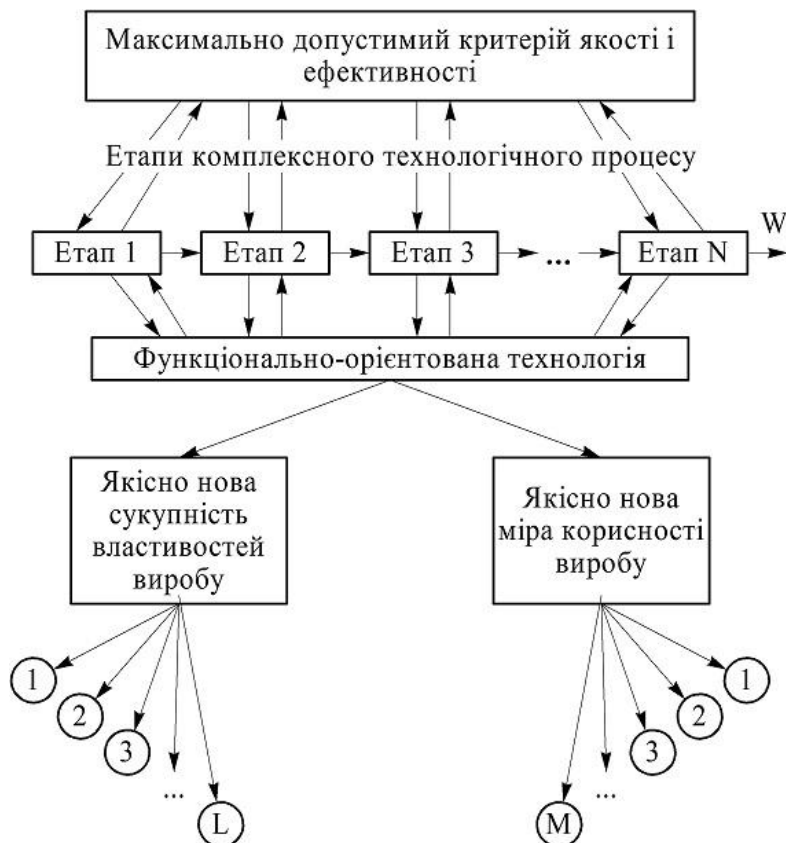 Максимально допустимий критерій якості і
ефективності
Етапи комплексного технологічного процесу
W
Етап 1
Етап 2
Етап 3
...
Етап N
Функціонально-орієнтована технологія
Якісно нова
сукупність
властивостей
виробу
Якісно нова
міра корисності
виробу
1
2
3
...
L
1
2
3
...
M